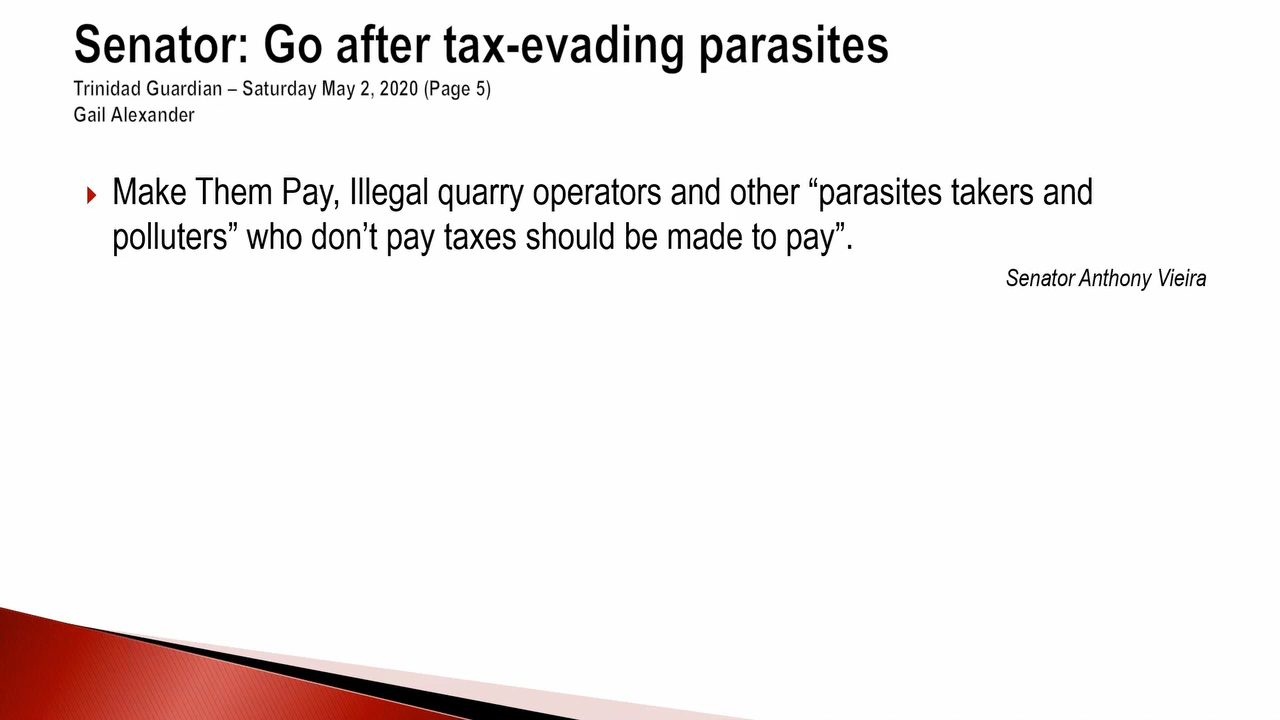 Senator: Go after tax-evading parasites
Trinidad Guardian – Saturday May 2, 2020 (Page 5)
Gail Alexander
Make Them Pay, Illegal quarry operators and other “parasites takers and
polluters” who don’t pay taxes should be made to pay”.
Senator Anthony Vieira